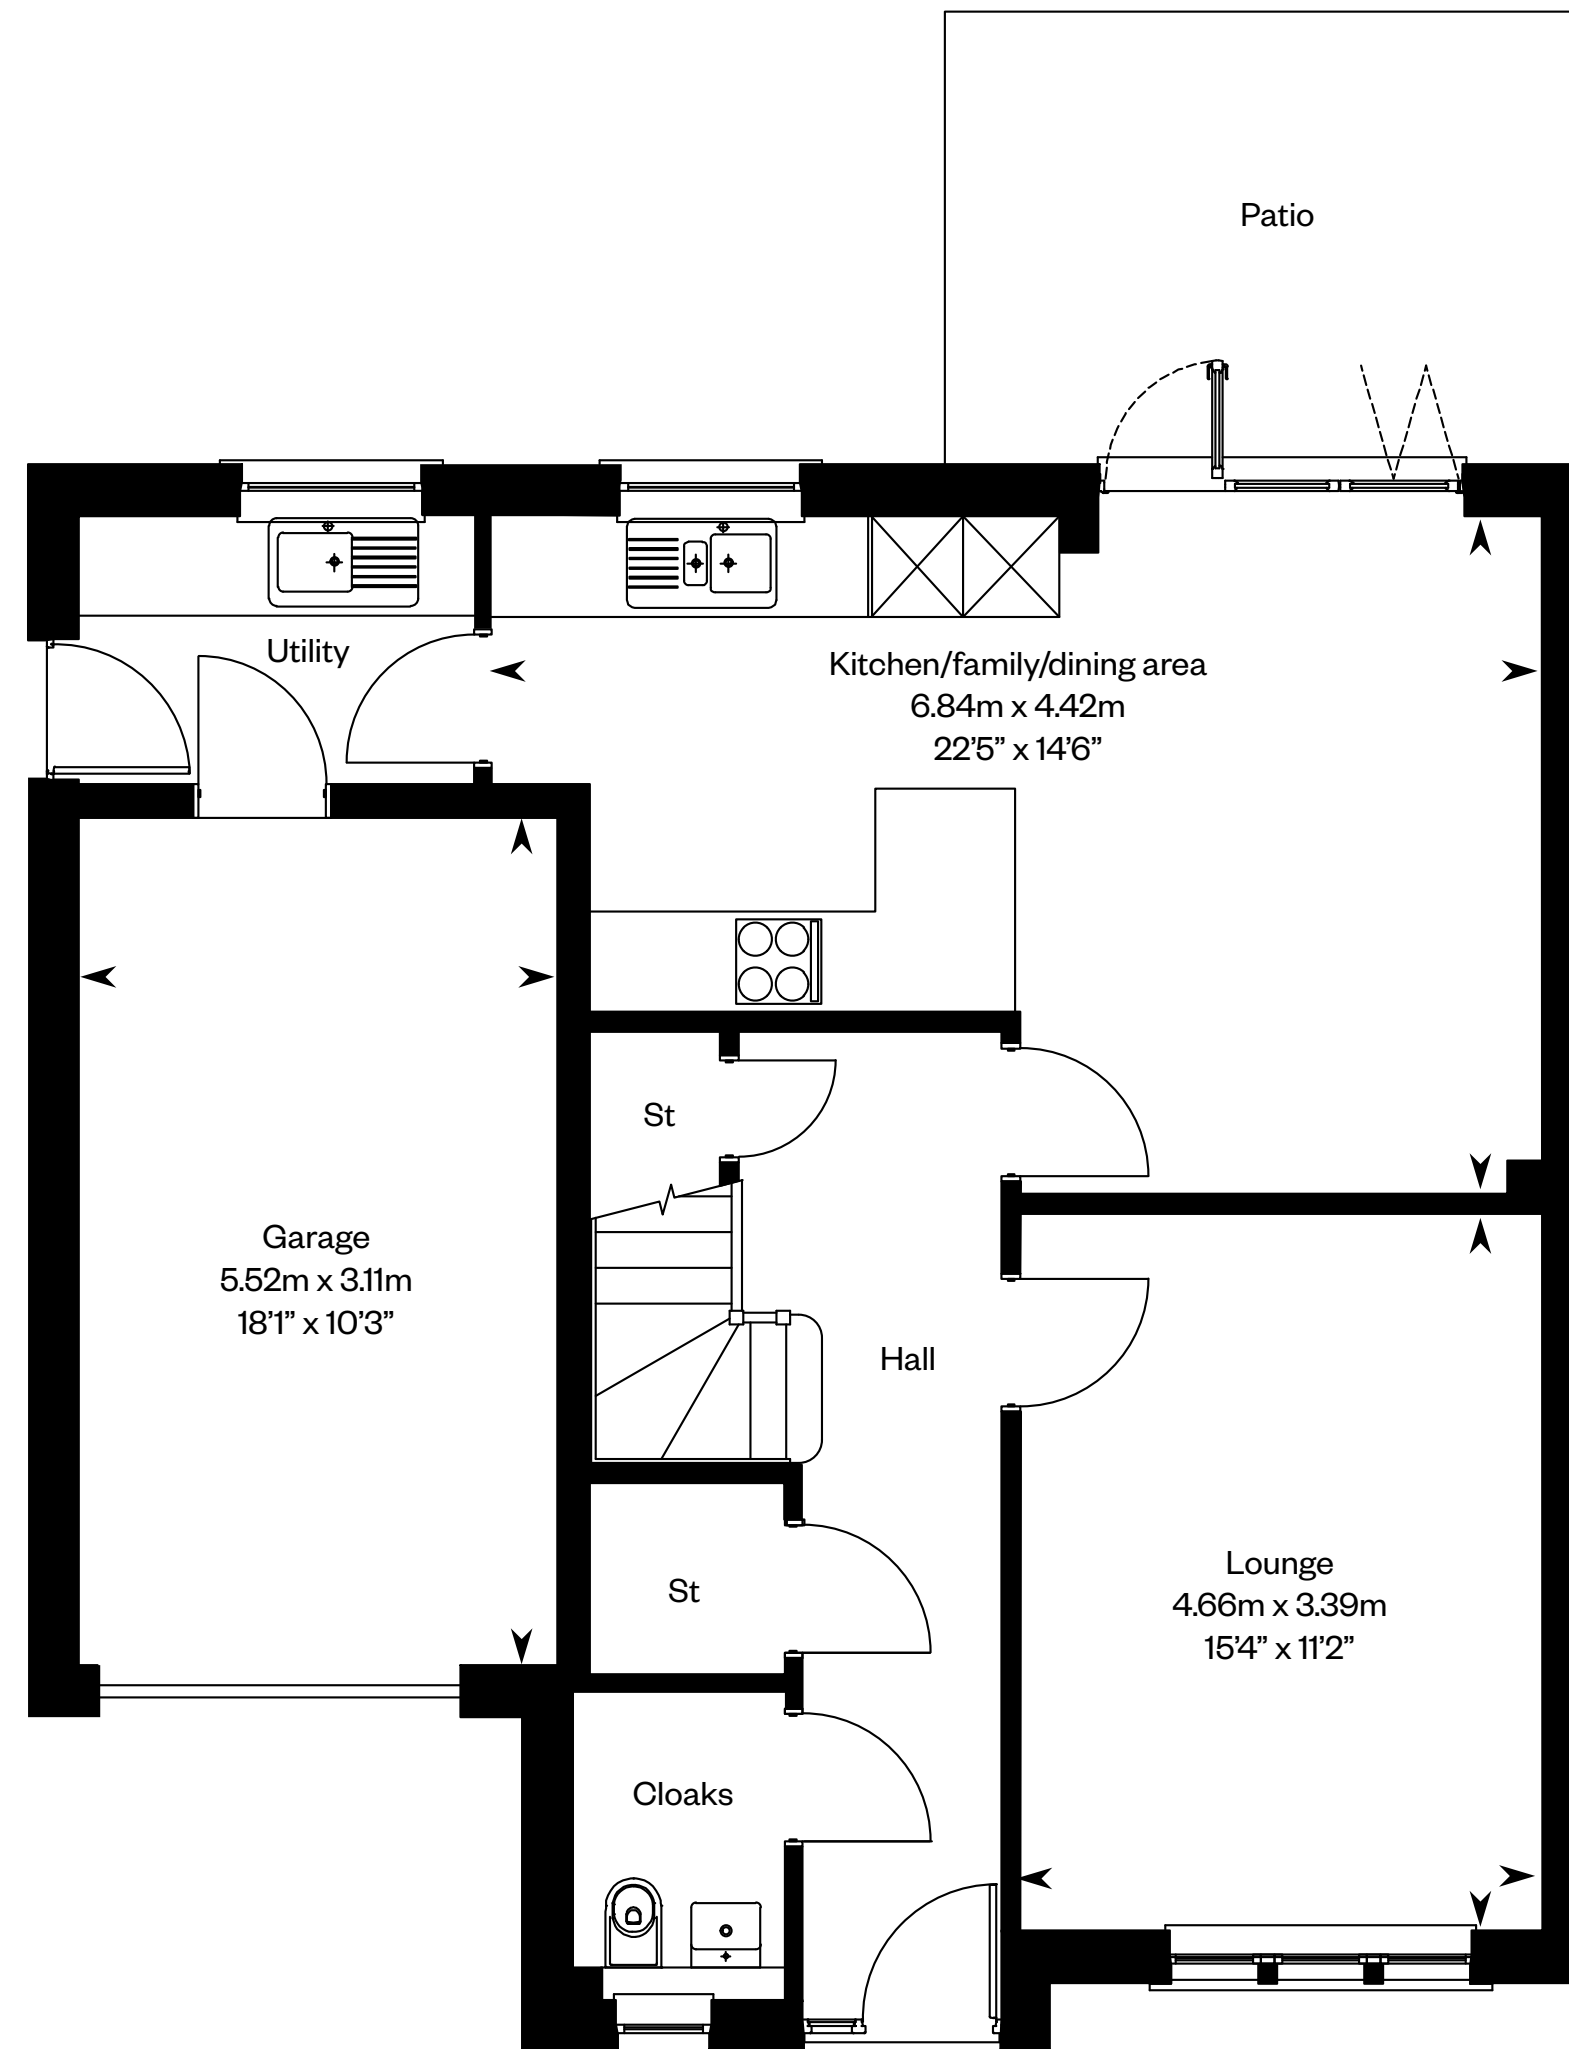 Patio
Utility
Kitchen/family/dining area
6.84m x 4.42m
22’5” x 14’6”
St
Garage
5.52m x 3.11m
18’1” x 10’3”
Hall
St
Lounge
4.66m x 3.39m
15’4” x 11’2”
Cloaks